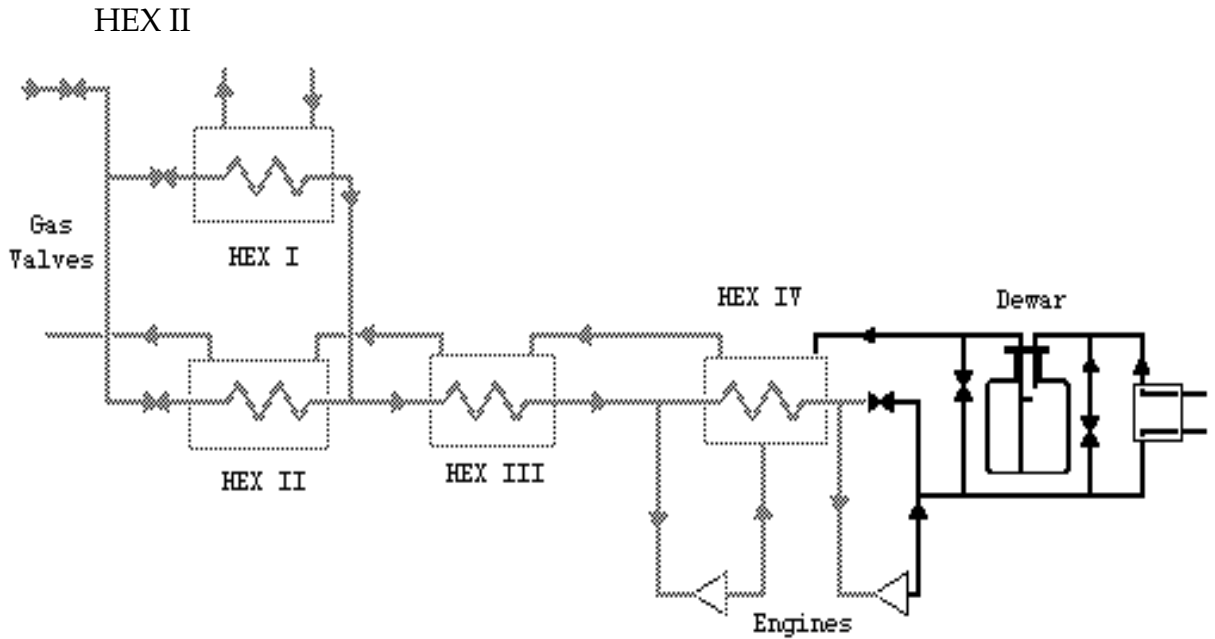 HEX II
Gas
Valves
HEX I
HEX IV
Dewar
HEX II
HEX III
Engines